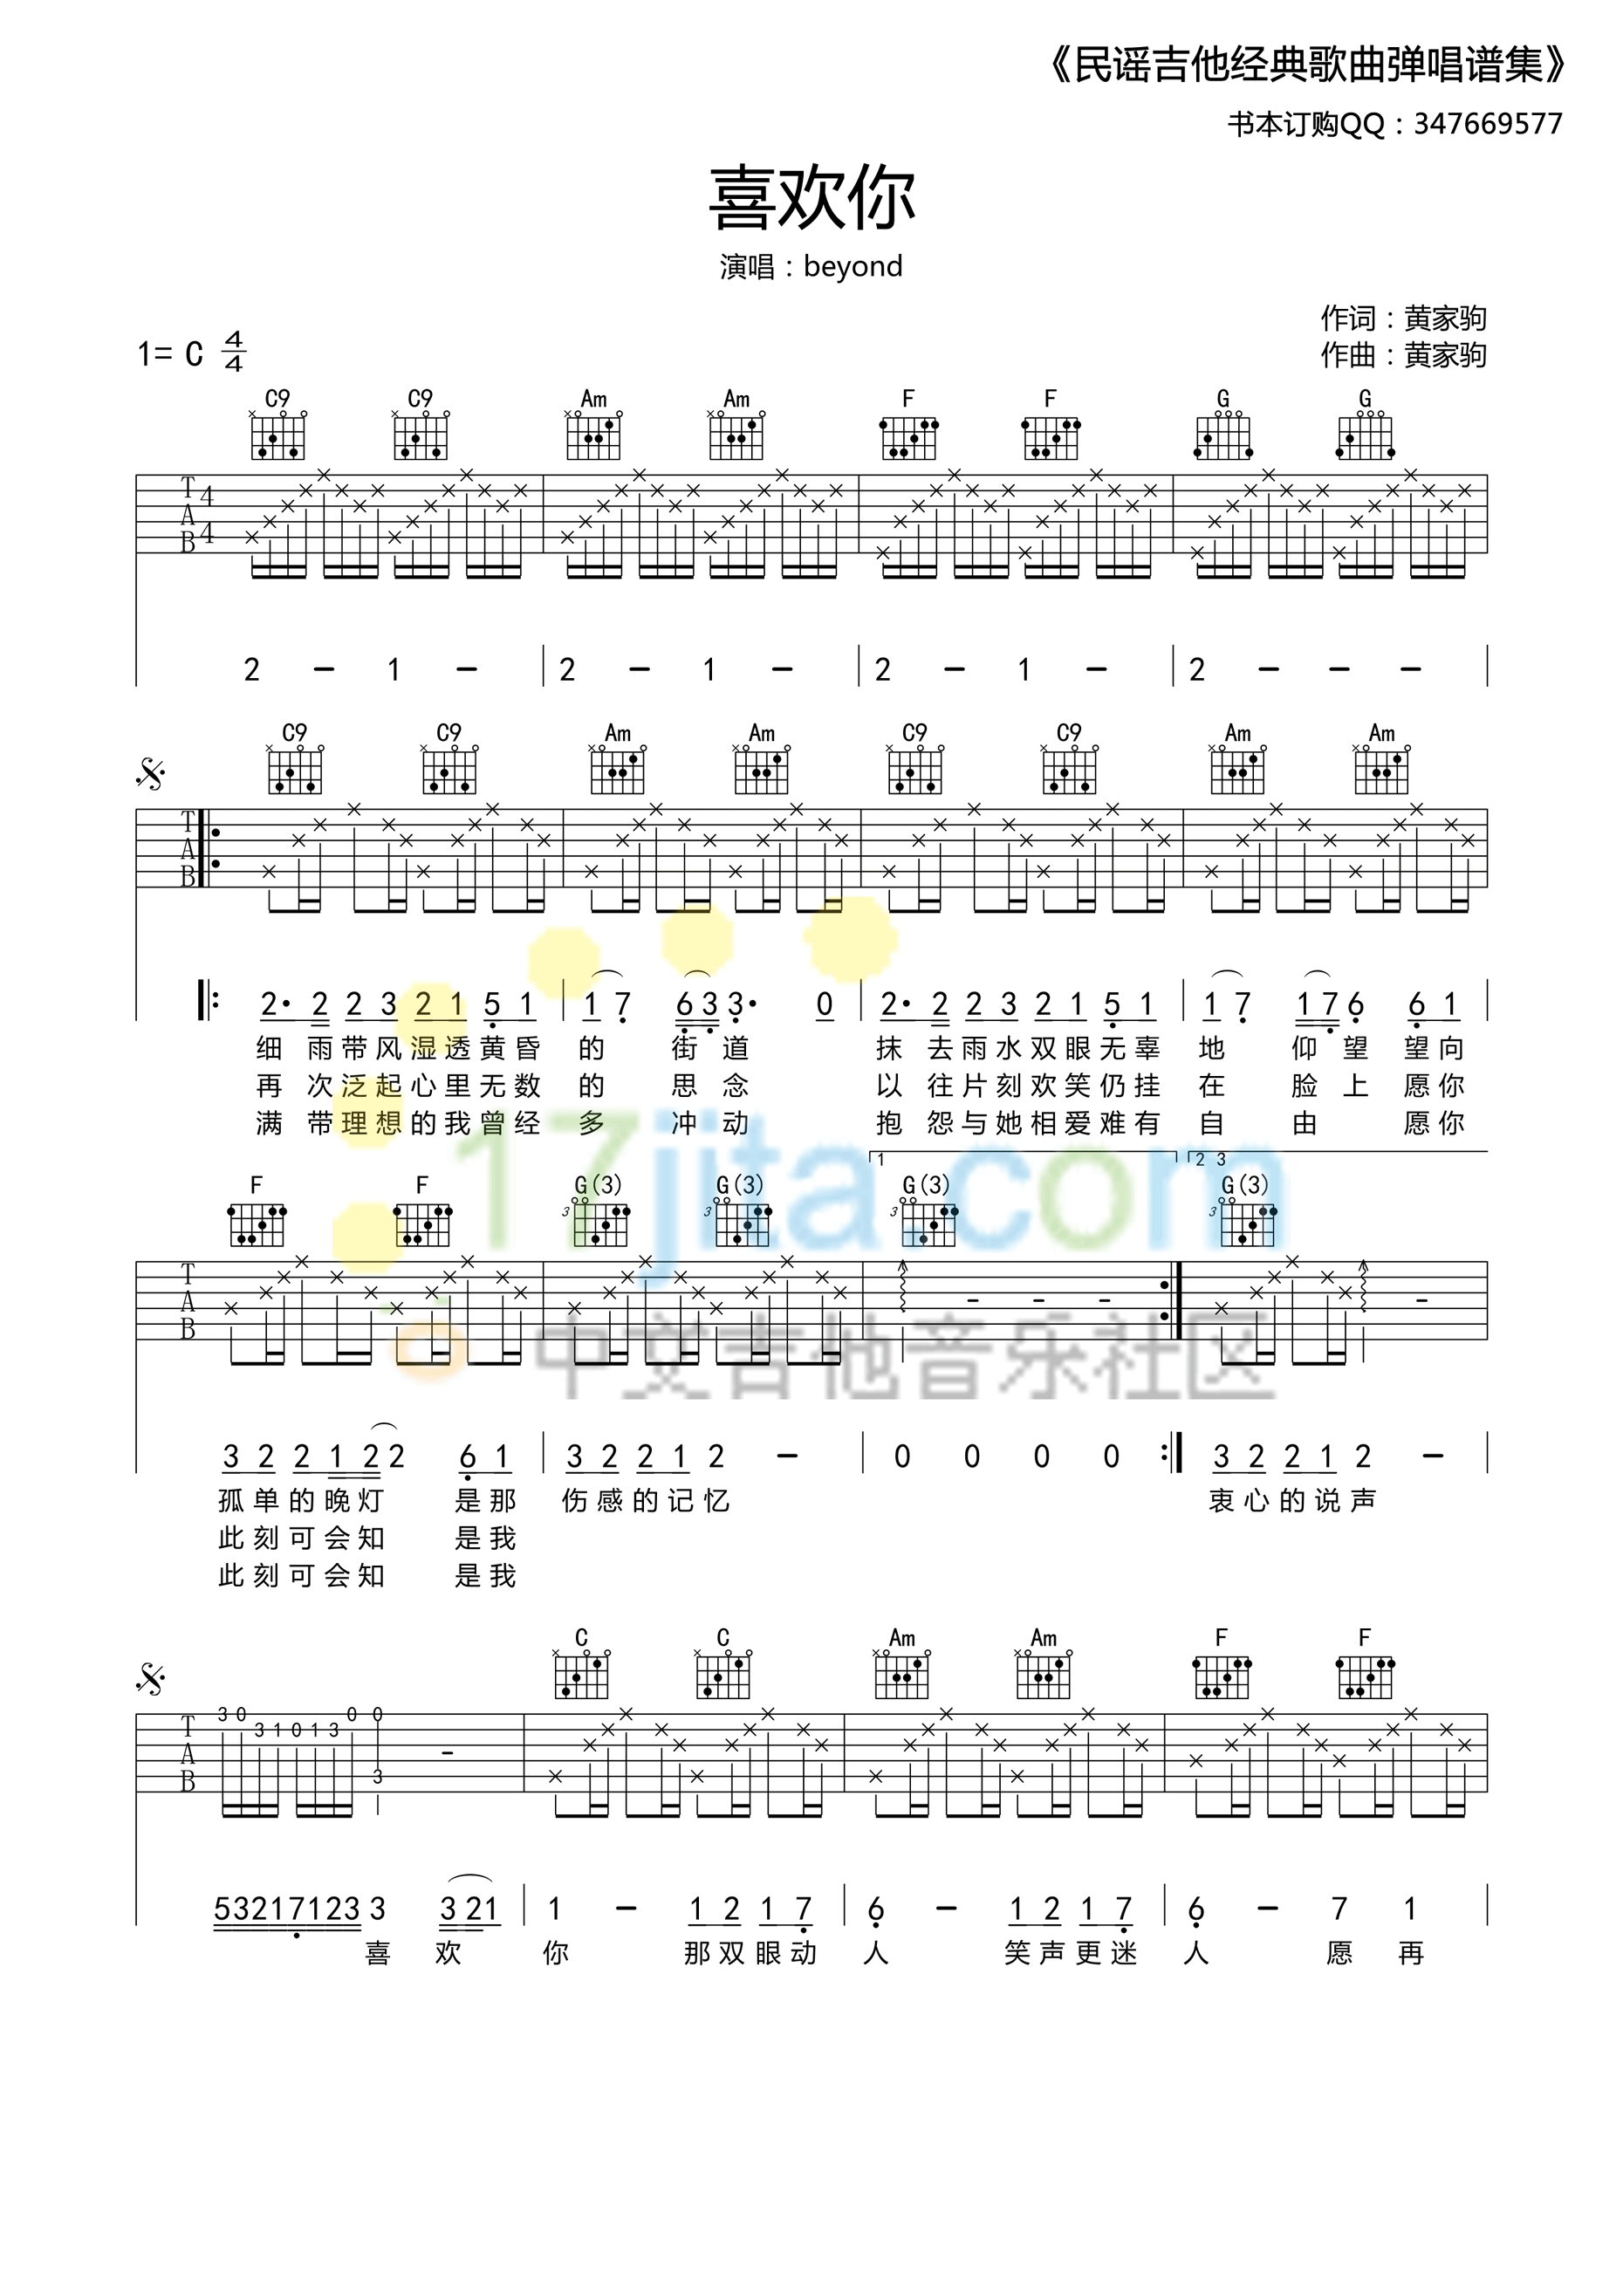 《民谣吉他经典歌曲弹唱谱集》
书本订购QQ：347669577
喜欢你
演唱：beyond
作词：黄家驹
1= C 4/4
作曲：黄家驹
C9 C9 Am Am F F G G
T A B 4 4
2 - 1 - 2 - 1 - 2 - 1 - 2 - - -
C9 C9 Am Am C9 C9 Am Am
T A B
2· 2 2 3 2 1 5 1 1 7 6 3 3· 0 2· 2 2 3 2 1 5 1 1 7 1 7 6 6 1
细 雨 带 风 湿 透 黄 昏 的 街 道 抹 去 雨 水 双 眼 无 辜 地 仰 望 望 向
再 次 泛 起 心 里 无 数 的 思 念 以 往 片 刻 欢 笑 仍 挂 在 脸 上 愿 你
满 带 理 想 的 我 曾 经 多 冲 动 抱 怨 与 她 相 爱 难 有 自 由 愿 你
17jita.com
1 2 3
F F G(3) G(3) G(3) G(3)
3 3 3 3
T A B - - - -
中文吉他音乐社区
3 2 2 1 2 2 6 1 3 2 2 1 2 - 0 0 0 0 3 2 2 1 2 -
孤 单 的 晚 灯 是 那 伤 感 的 记 忆 衷 心 的 说 声
此 刻 可 会 知 是 我
此 刻 可 会 知 是 我
C C Am Am F F
T A B 3 0 3 1 0 1 3 0 0 3 -
5 3 2 1 7 1 2 3 3 3 2 1 1 - 1 2 1 7 6 - 1 2 1 7 6 - 7 1
喜 欢 你 那 双 眼 动 人 笑 声 更 迷 人 愿 再